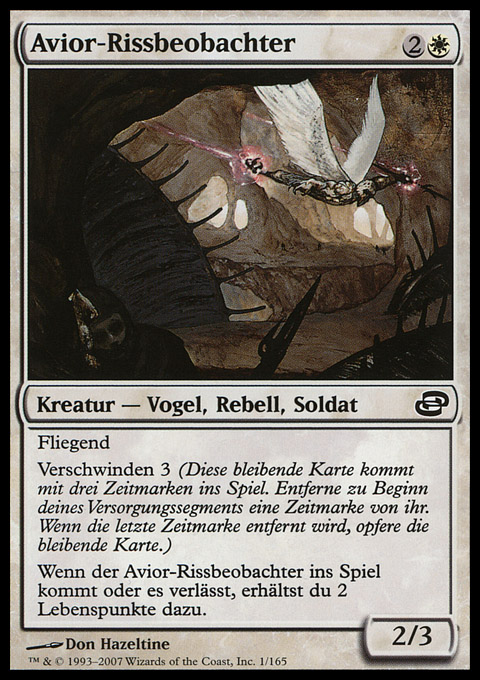 Avior-Rissbeobachter 2
Kreatur — Vogel, Rebell, Soldat
Fliegend
Verschwinden 3 (Diese bleibende Karte kommt
mit drei Zeitmarken ins Spiel. Entferne zu Beginn
deines Versorgungssegments eine Zeitmarke von ihr.
Wenn die letzte Zeitmarke entfernt wird, opfere die
bleibende Karte.)
Wenn der Avior-Rissbeobachter ins Spiel
kommt oder es verlässt, erhältst du 2
Lebenspunkte dazu.
Don Hazeltine
2/3
™ & © 1993–2007 Wizards of the Coast, Inc. 1/165